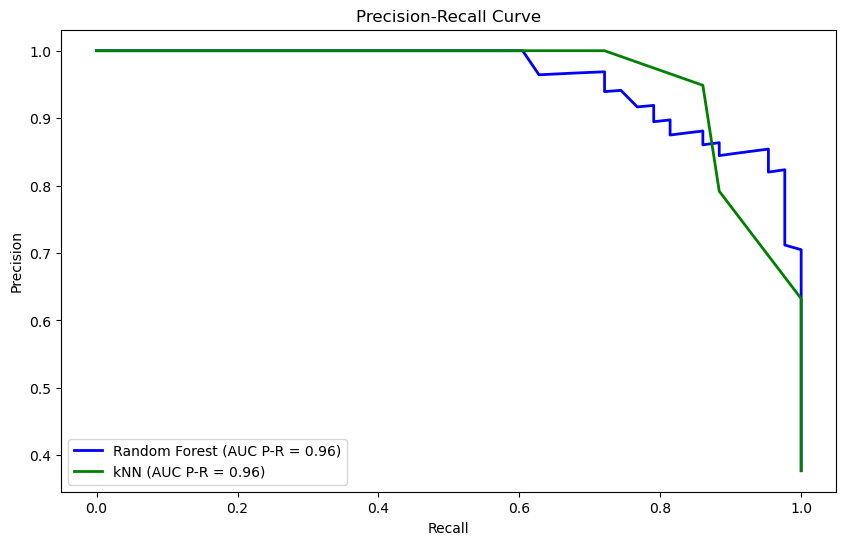 Precision-Recall Curve
1.0
0.9
0.8
0.7
0.6
0.5
0.4
Precision
Random Forest (AUC P-R = 0.96)
kNN (AUC P-R = 0.96)
0.0 0.2 0.4 0.6 0.8 1.0
Recall